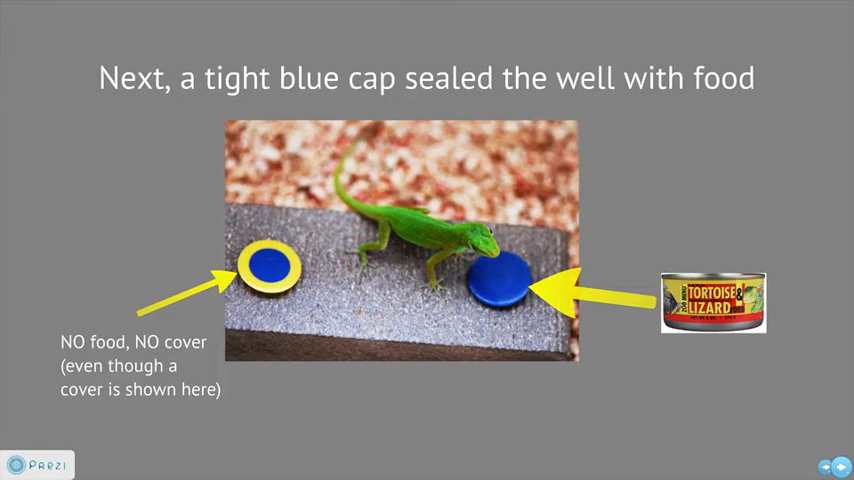 Next, a tight blue cap sealed the well with food
TORTOISE&
LIZARD
NO food, NO cover
(even though a
cover is shown here)
Prezi